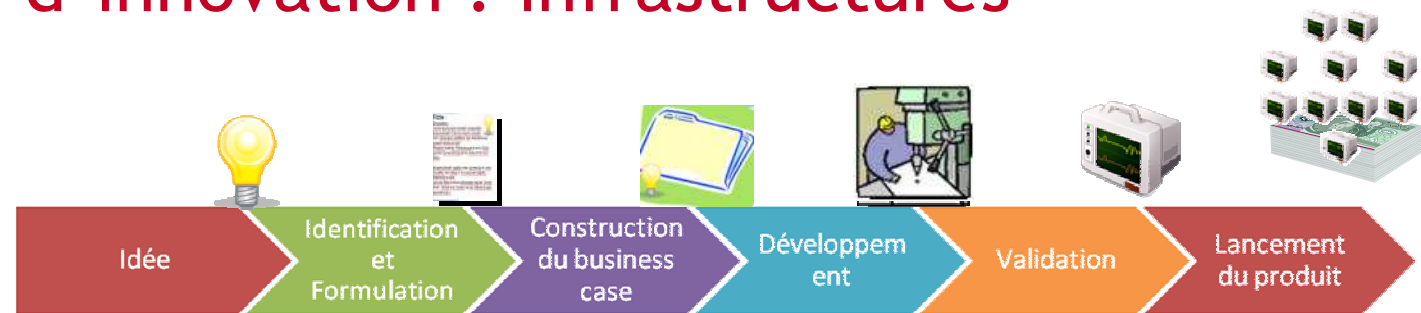 d'innovation : infrastructures
Idée
Identification
et
Formulation
Construction
du business
case
Développem
ent
Validation
Lancement
du produit